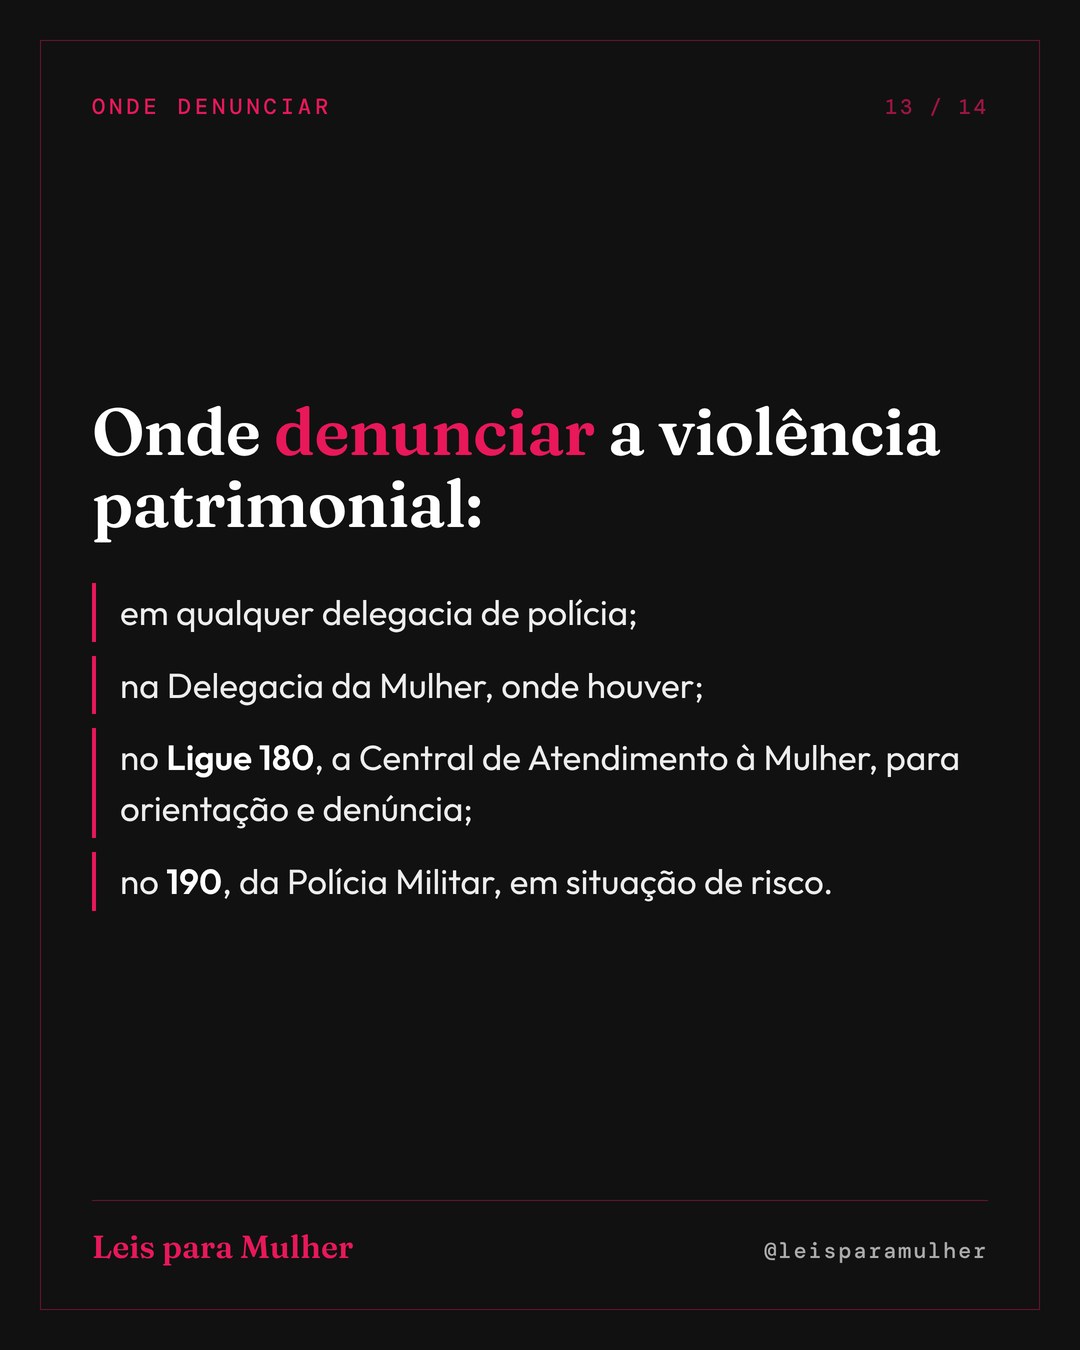 ONDE DENUNCIAR
13 / 14
Onde denunciar a violência
patrimonial:
em qualquer delegacia de polícia;
na Delegacia da Mulher, onde houver;
no Ligue 180, a Central de Atendimento à Mulher, para
orientação e denúncia;
no 190, da Polícia Militar, em situação de risco.
Leis para Mulher
@leisparamulher